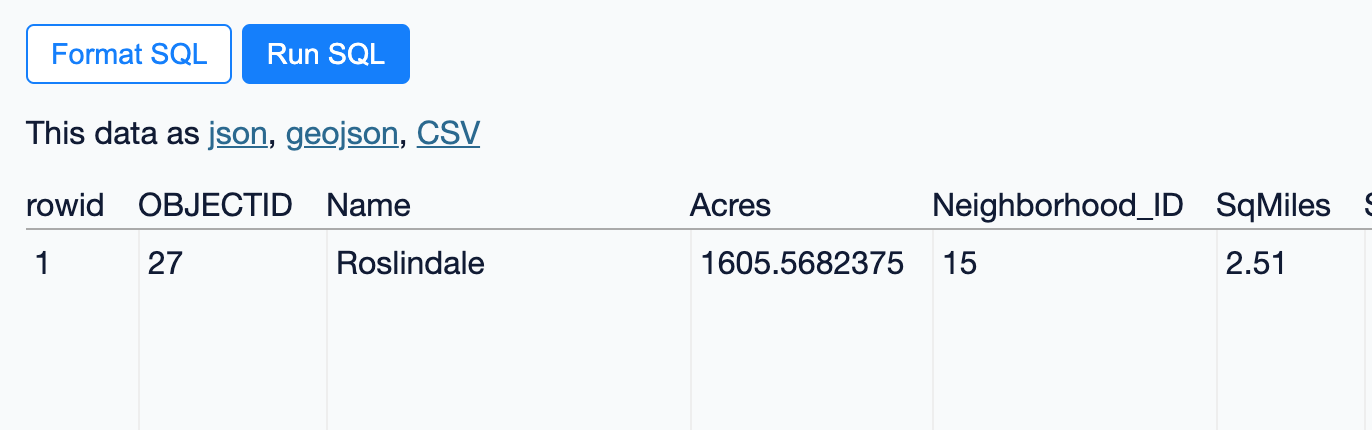 Format SQL Run SQL
This data as json, geojson, CSV
rowid OBJECTID Name Acres Neighborhood_ID SqMiles
1 27 Roslindale 1605.5682375 15 2.51